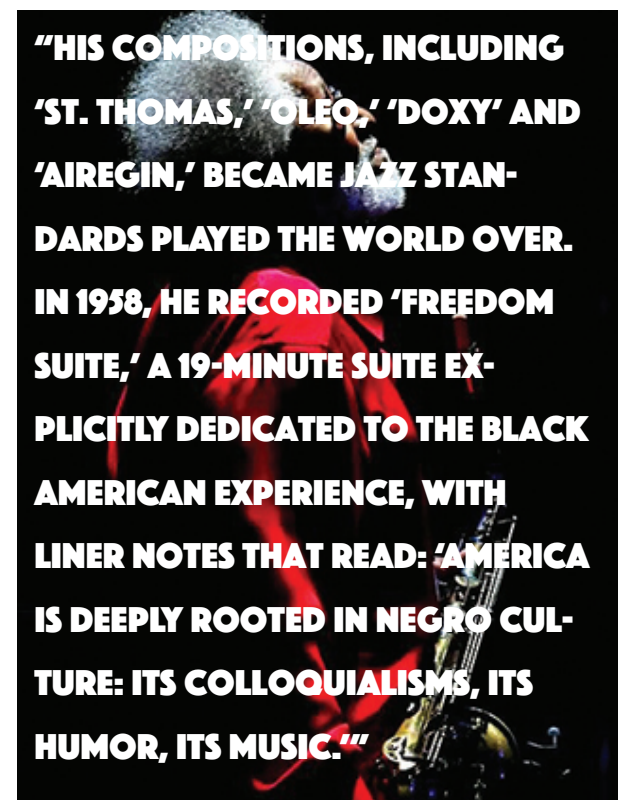 “HIS COMPOSITIONS, INCLUDING
‘ST. THOMAS,’ ‘OLEO,’ ‘DOXY’ AND
‘AIREGIN,’ BECAME JAZZ STAN-
DARDS PLAYED THE WORLD OVER.
IN 1958, HE RECORDED ‘FREEDOM
SUITE,’ A 19-MINUTE SUITE EX-
PLICITLY DEDICATED TO THE BLACK
AMERICAN EXPERIENCE, WITH
LINER NOTES THAT READ: ‘AMERICA
IS DEEPLY ROOTED IN NEGRO CUL-
TURE: ITS COLLOQUIALISMS, ITS
HUMOR, ITS MUSIC.’”